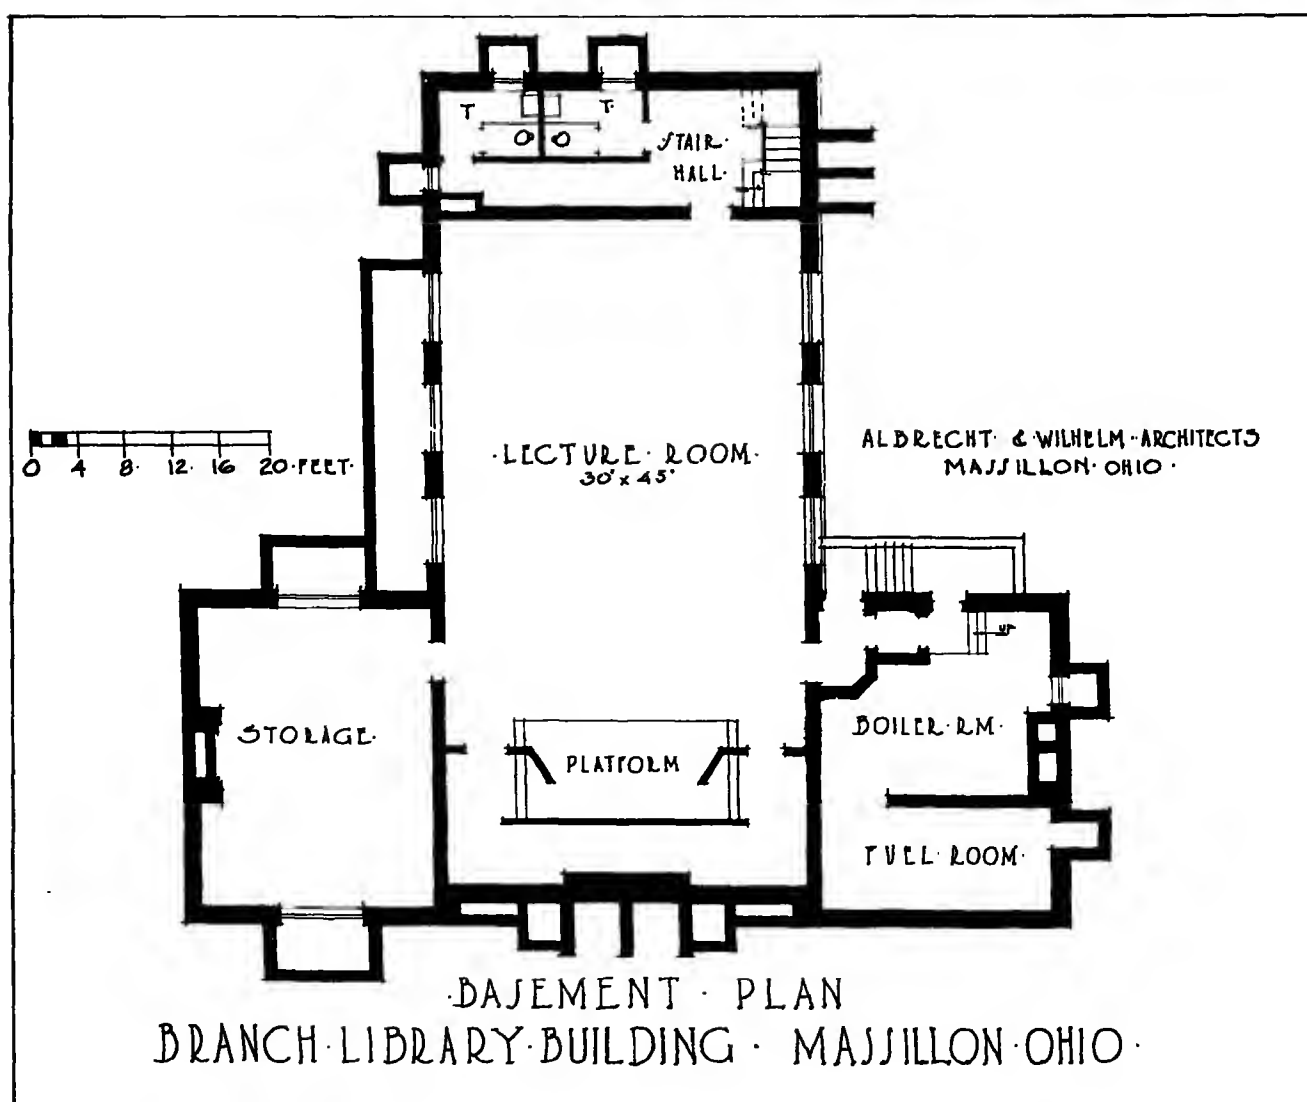 T
T.
STAIR.
HALL.
0 4 8. 12. 16 20.FEET.
.LECTURE. ROOM.
30' x 45'
ALBRECHT. & WILHELM.ARCHITECTS
MASSILLON. OHIO.
UP
STORAGE.
PLATFORM
BOILER. RM.
FUEL. ROOM.
.BASEMENT. PLAN
BRANCH.LIBRARY.BUILDING. MASSILLON.OHIO.